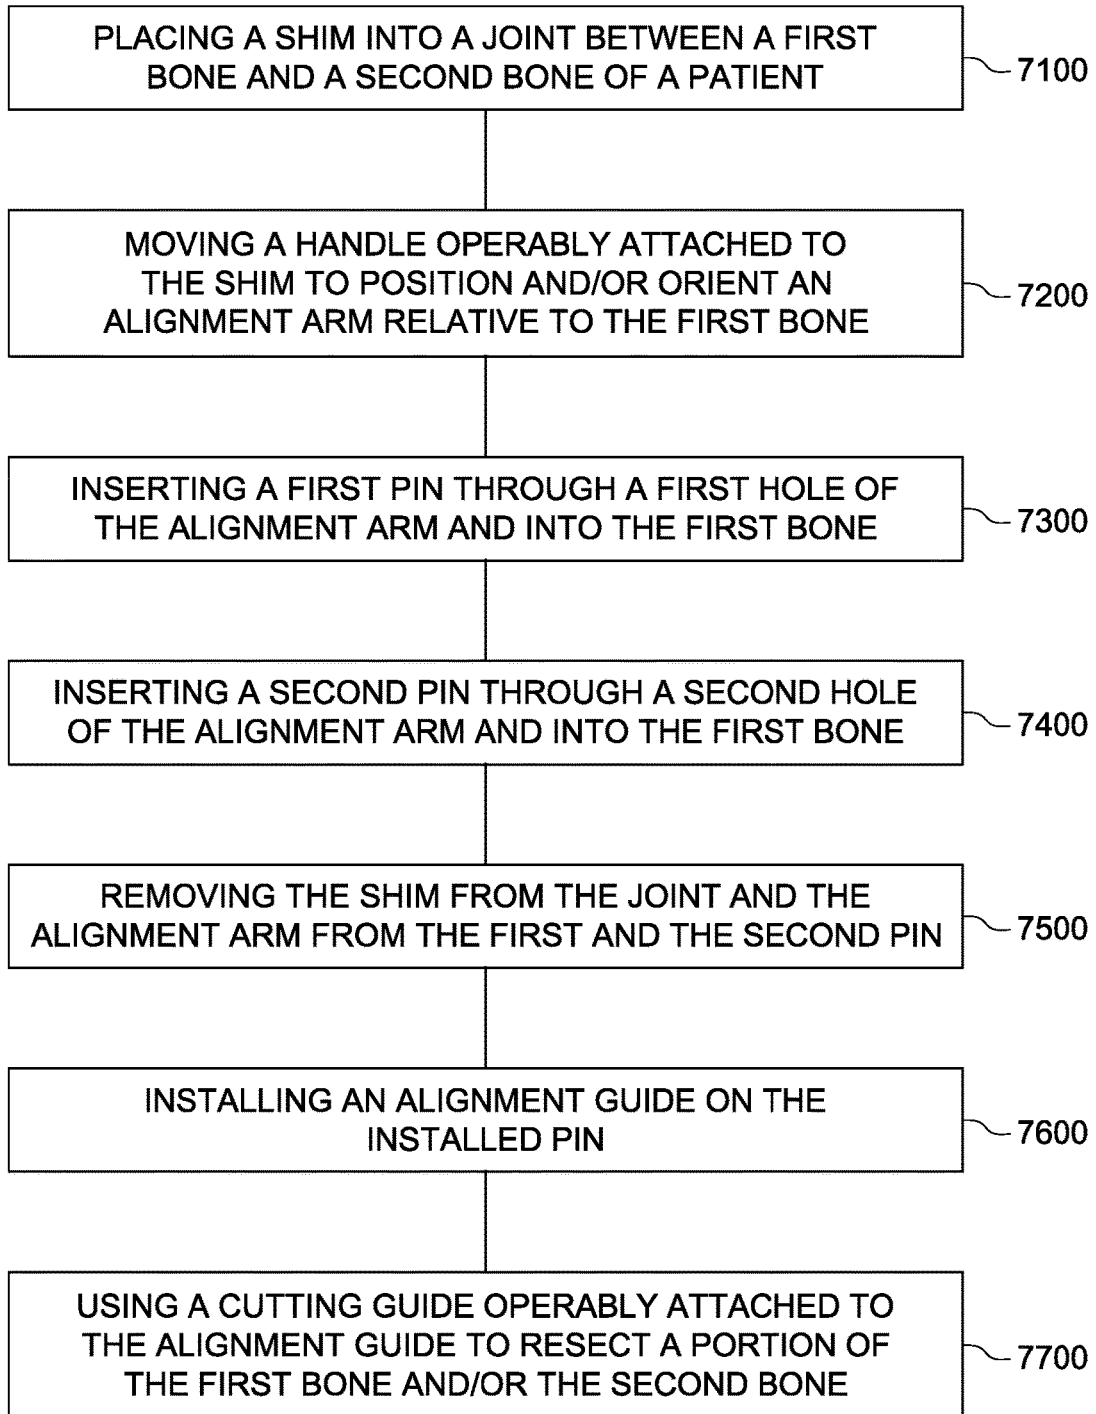 PLACING A SHIM INTO A JOINT BETWEEN A FIRST
BONE AND A SECOND BONE OF A PATIENT
7100
MOVING A HANDLE OPERABLY ATTACHED TO
THE SHIM TO POSITION AND/OR ORIENT AN
ALIGNMENT ARM RELATIVE TO THE FIRST BONE
7200
INSERTING A FIRST PIN THROUGH A FIRST HOLE OF
THE ALIGNMENT ARM AND INTO THE FIRST BONE
7300
INSERTING A SECOND PIN THROUGH A SECOND HOLE
OF THE ALIGNMENT ARM AND INTO THE FIRST BONE
7400
REMOVING THE SHIM FROM THE JOINT AND THE
ALIGNMENT ARM FROM THE FIRST AND THE SECOND PIN
7500
INSTALLING AN ALIGNMENT GUIDE ON THE
INSTALLED PIN
7600
USING A CUTTING GUIDE OPERABLY ATTACHED TO
THE ALIGNMENT GUIDE TO RESECT A PORTION OF
THE FIRST BONE AND/OR THE SECOND BONE
7700